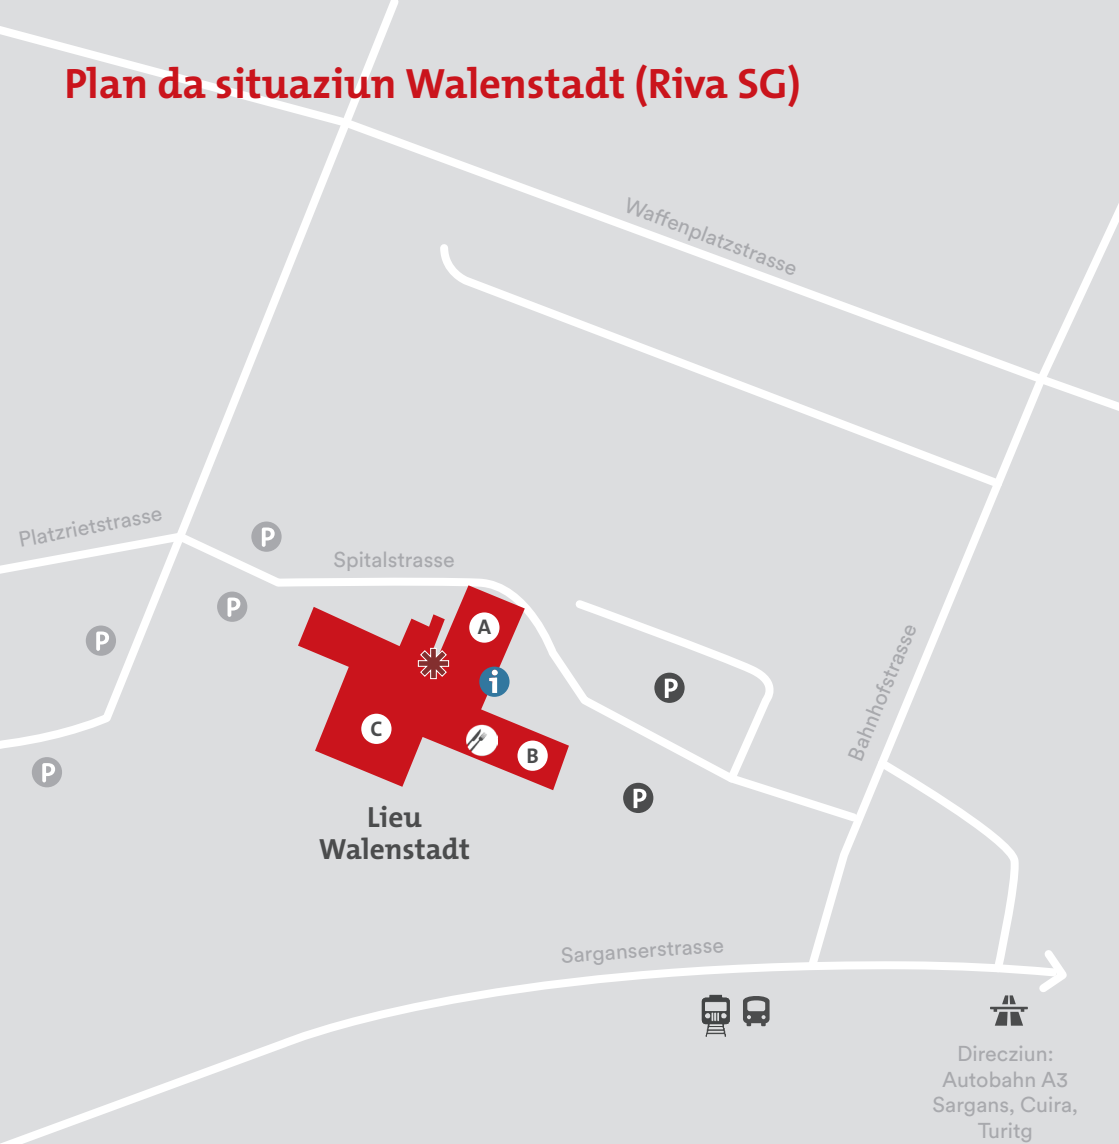 Plan da situaziun Walenstadt (Riva SG)
Waffenplatzstrasse
Platzrietstrasse
P
Spitalstrasse
P
A
P
Bahnhofstrasse
i
P
C
B
P
P
Lieu
Walenstadt
Sarganserstrasse
Direcziun:
Autobahn A3
Sargans, Cuira,
Turitg